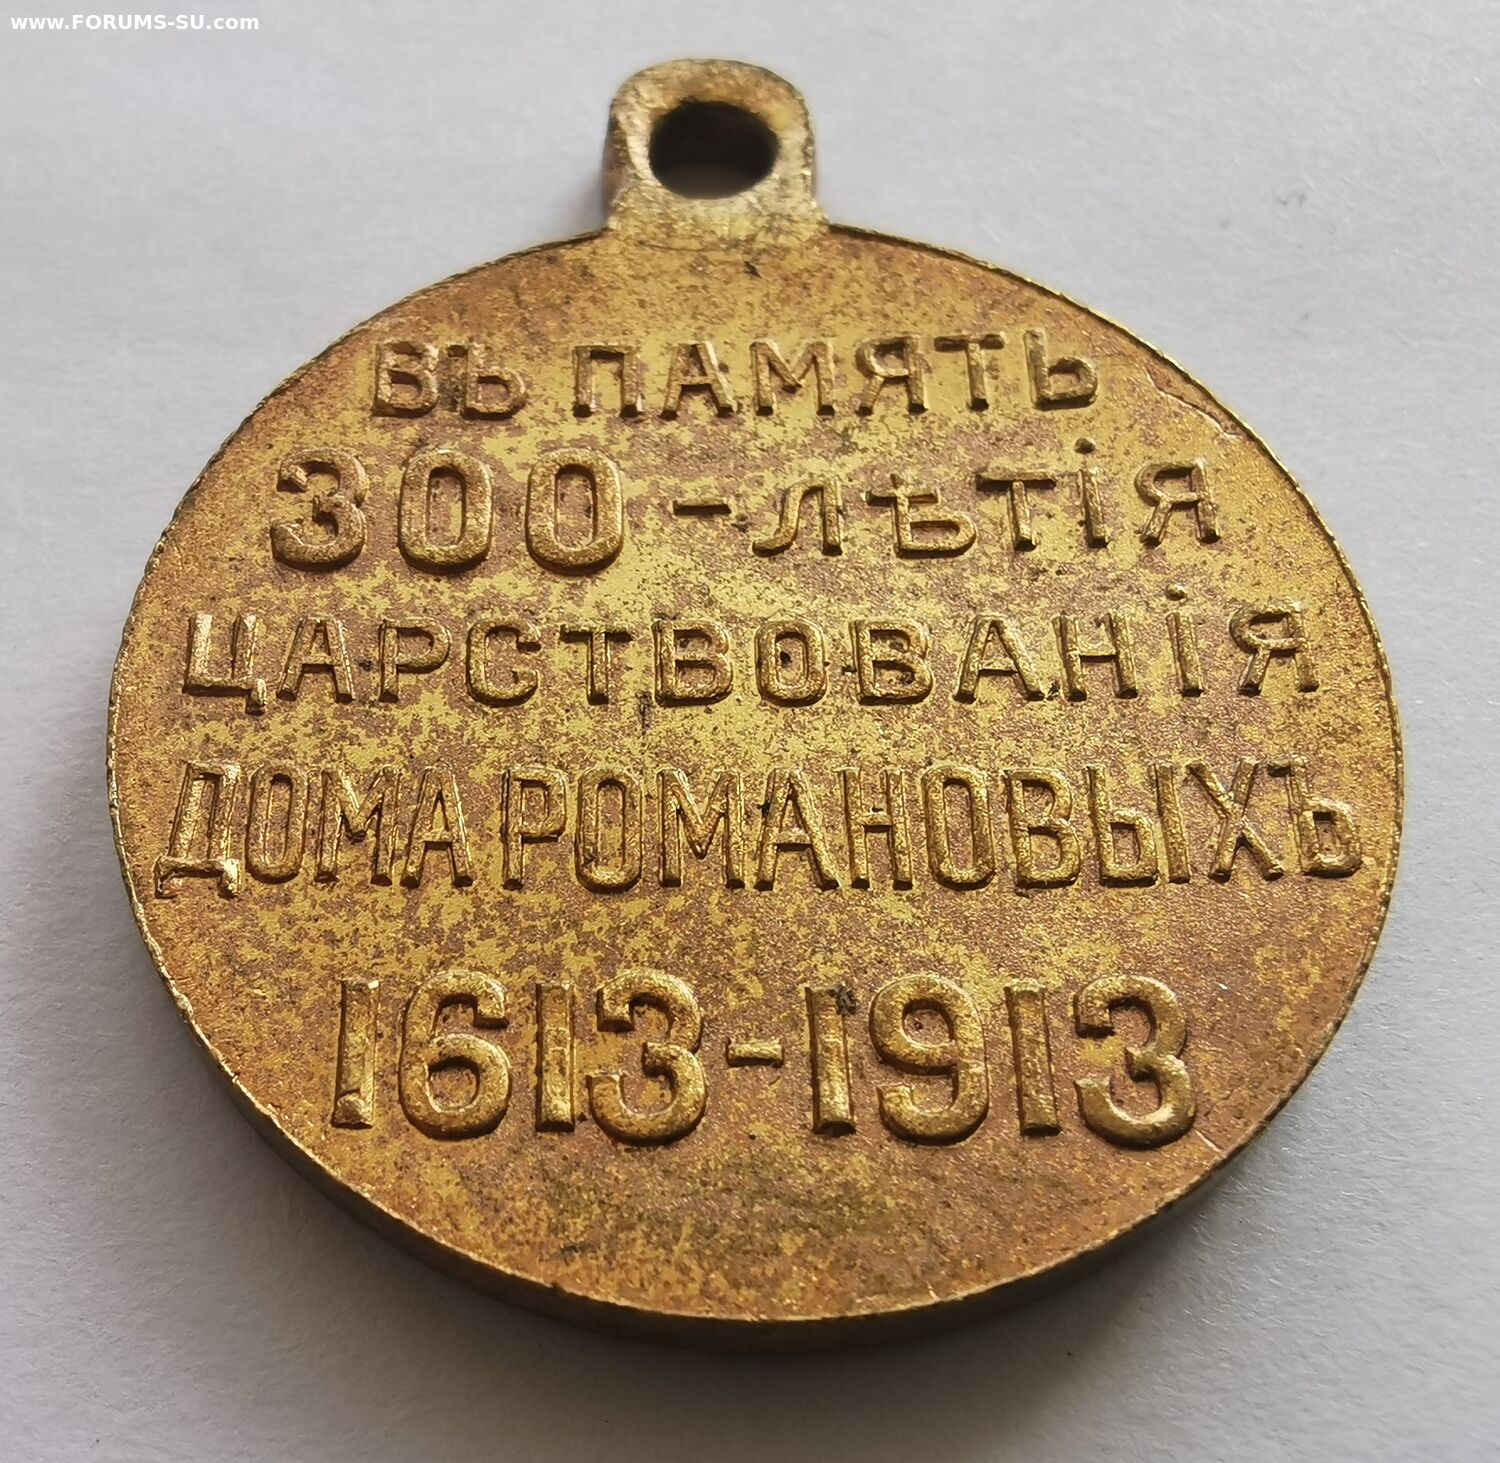 www.FORUMS-SU.com
ВЪ ПАМЯТЬ
300-лѢТіЯ
ЦАРСТВОВАНіЯ
ДОМА РОМАНОВЫХЪ
1613-1913